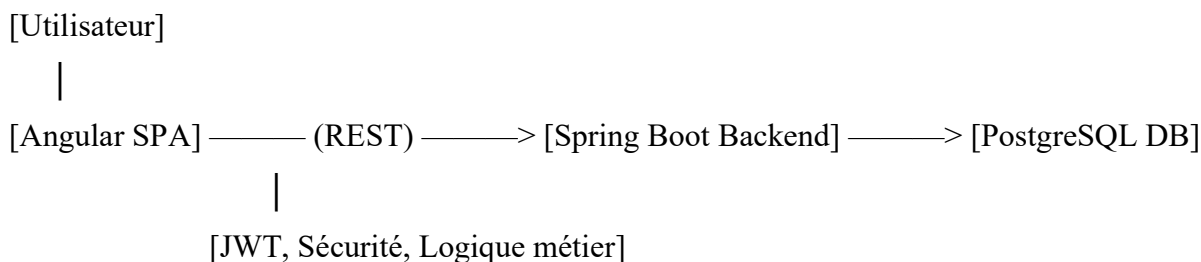 [Utilisateur]
|
[Angular SPA] ——— (REST) ———> [Spring Boot Backend] ———> [PostgreSQL DB]
|
[JWT, Sécurité, Logique métier]